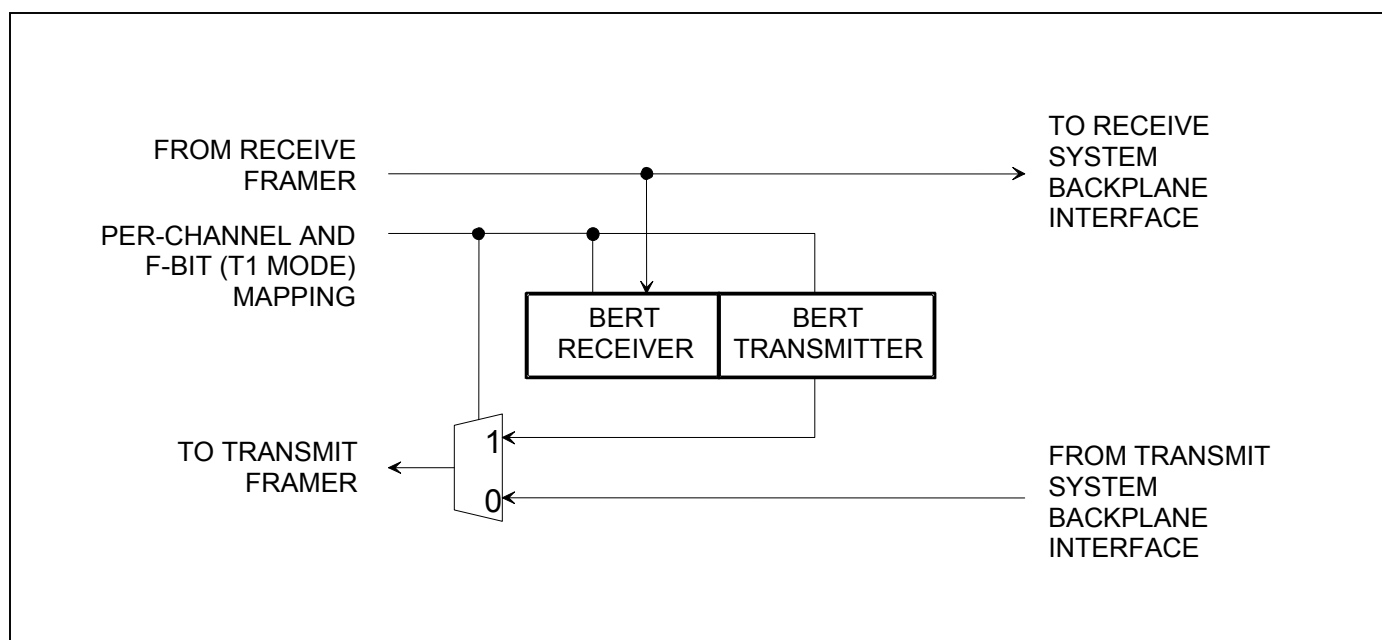 FROM RECEIVE
FRAMER
TO RECEIVE
SYSTEM
BACKPLANE
INTERFACE
PER-CHANNEL AND
F-BIT (T1 MODE)
MAPPING
BERT
RECEIVER
BERT
TRANSMITTER
TO TRANSMIT
FRAMER
1
0
FROM TRANSMIT
SYSTEM
BACKPLANE
INTERFACE